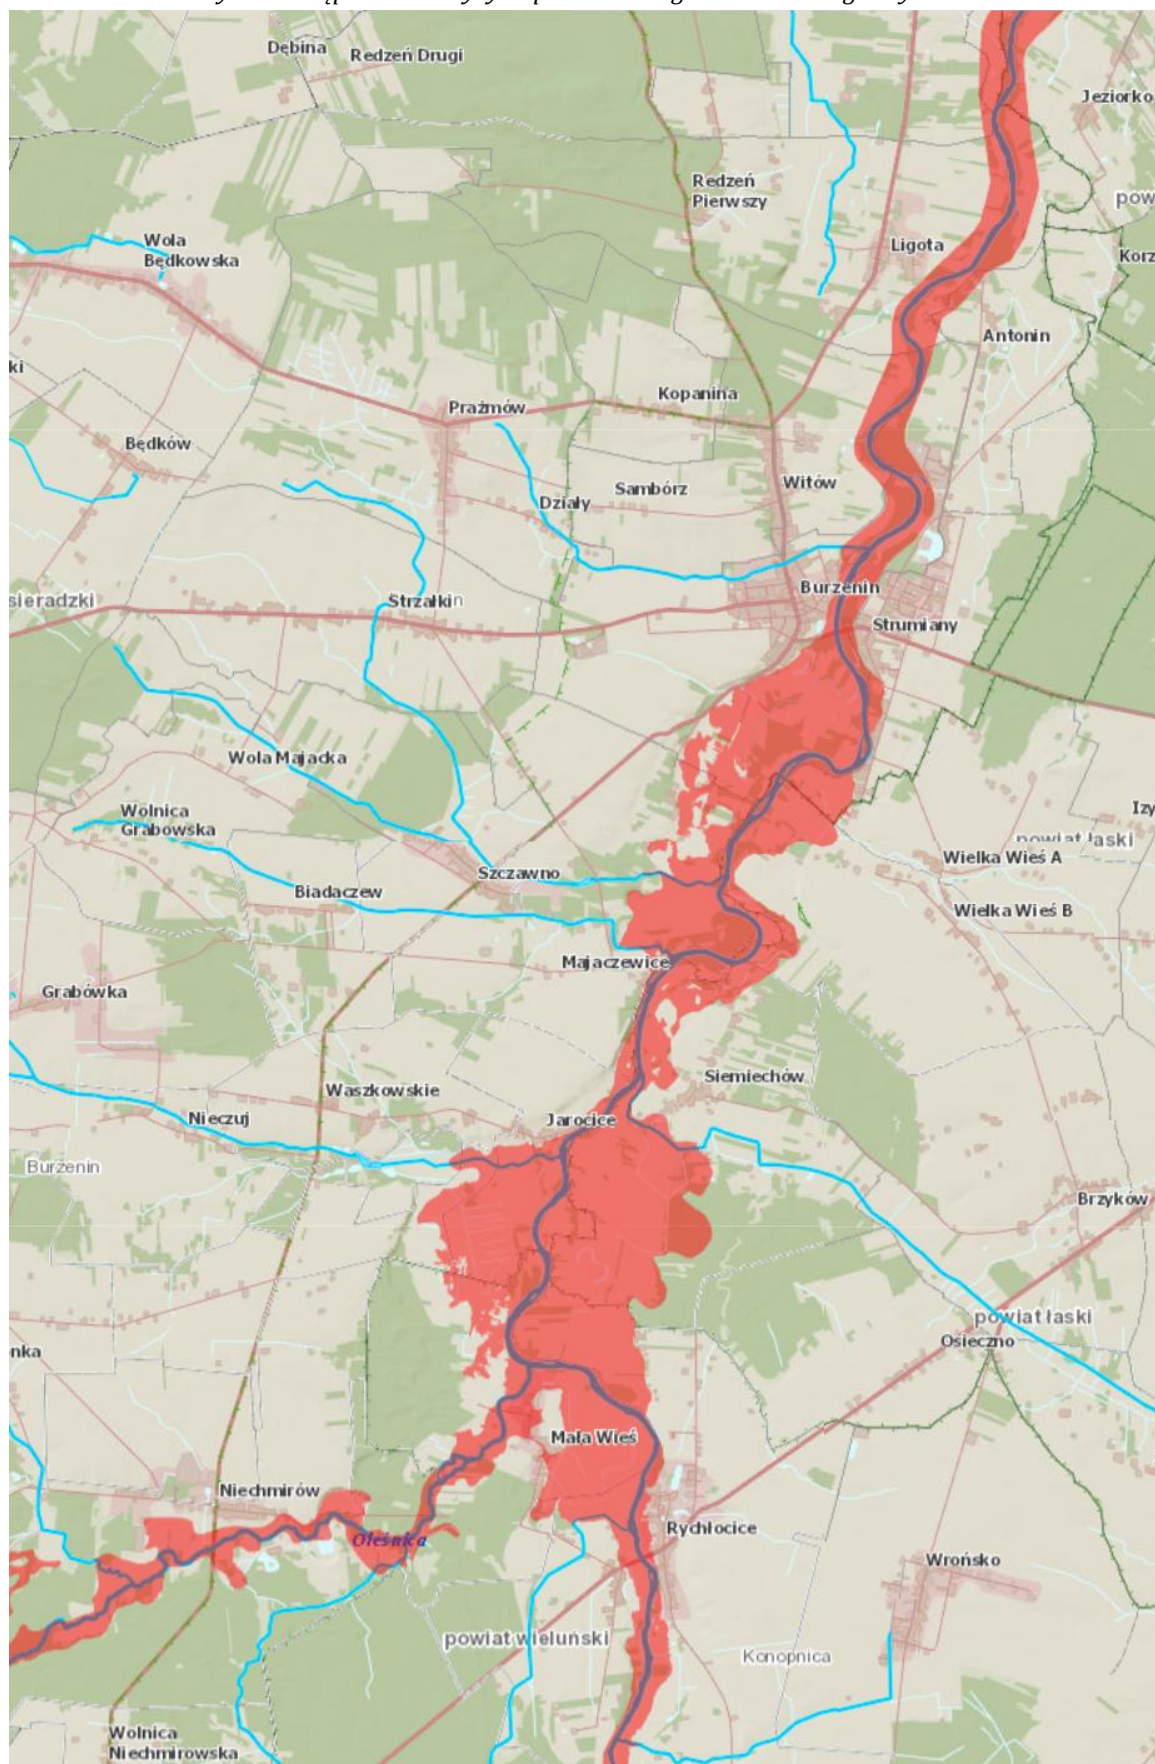 Dębina
Redzeń Drugi
Jeziorko
Redzeń
Pierwszy
pow
Wola
Będkowska
Ligota
Korz
Antonin
ki
Kopanina
Prażmów
Będków
Witów
Sambórz
Działy
Burzenin
sieradzki
Strzałki
n
Strumiany
Wola Majacka
Wolnica
Grabowska
Izy
powiat łaski
Wielka Wieś A
Szczawno
Biadaczew
Wielka Wieś B
Majaczewice
Grabówka
Siemiechów
Waszkowskie
Nieczuj
Jarocice
Burzenin
Brzyków
powiat łaski
Osieczno
onka
Mała Wieś
Niechmirów
Rychłocice
Oleśnica
Wrońsko
powiat wieluński
Konopnica
Wolnica
Niechmirowska